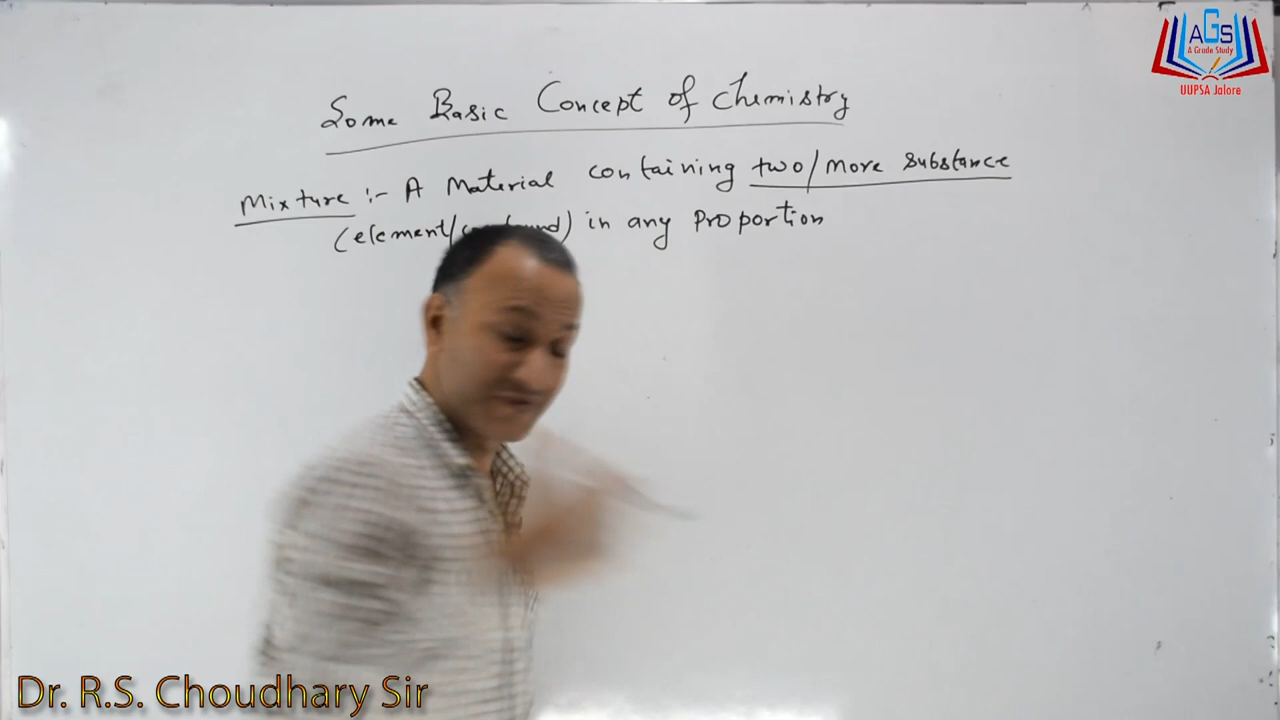 AGS
A Grade Study
UUPSA Jalore
Some Basic Concept of Chemistry
Mixture :- A Material containing two/more substance
(element/ in any proportion
Dr. R.S. Choudhary Sir